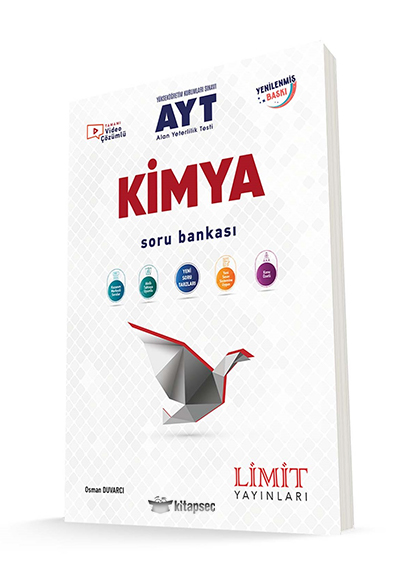 YÜKSEKÖĞRETİM KURUMLARI SINAVI
AYT
Alan Yeterlilik Testi
YENİLENMİŞ
BASKI
TAMAMI
Video
Çözümlü
KİMYA
soru bankası
YENİ
SORU
TARZLARI
Osman DUVARCI
kitapsec
LİMİT
YAYINLARI